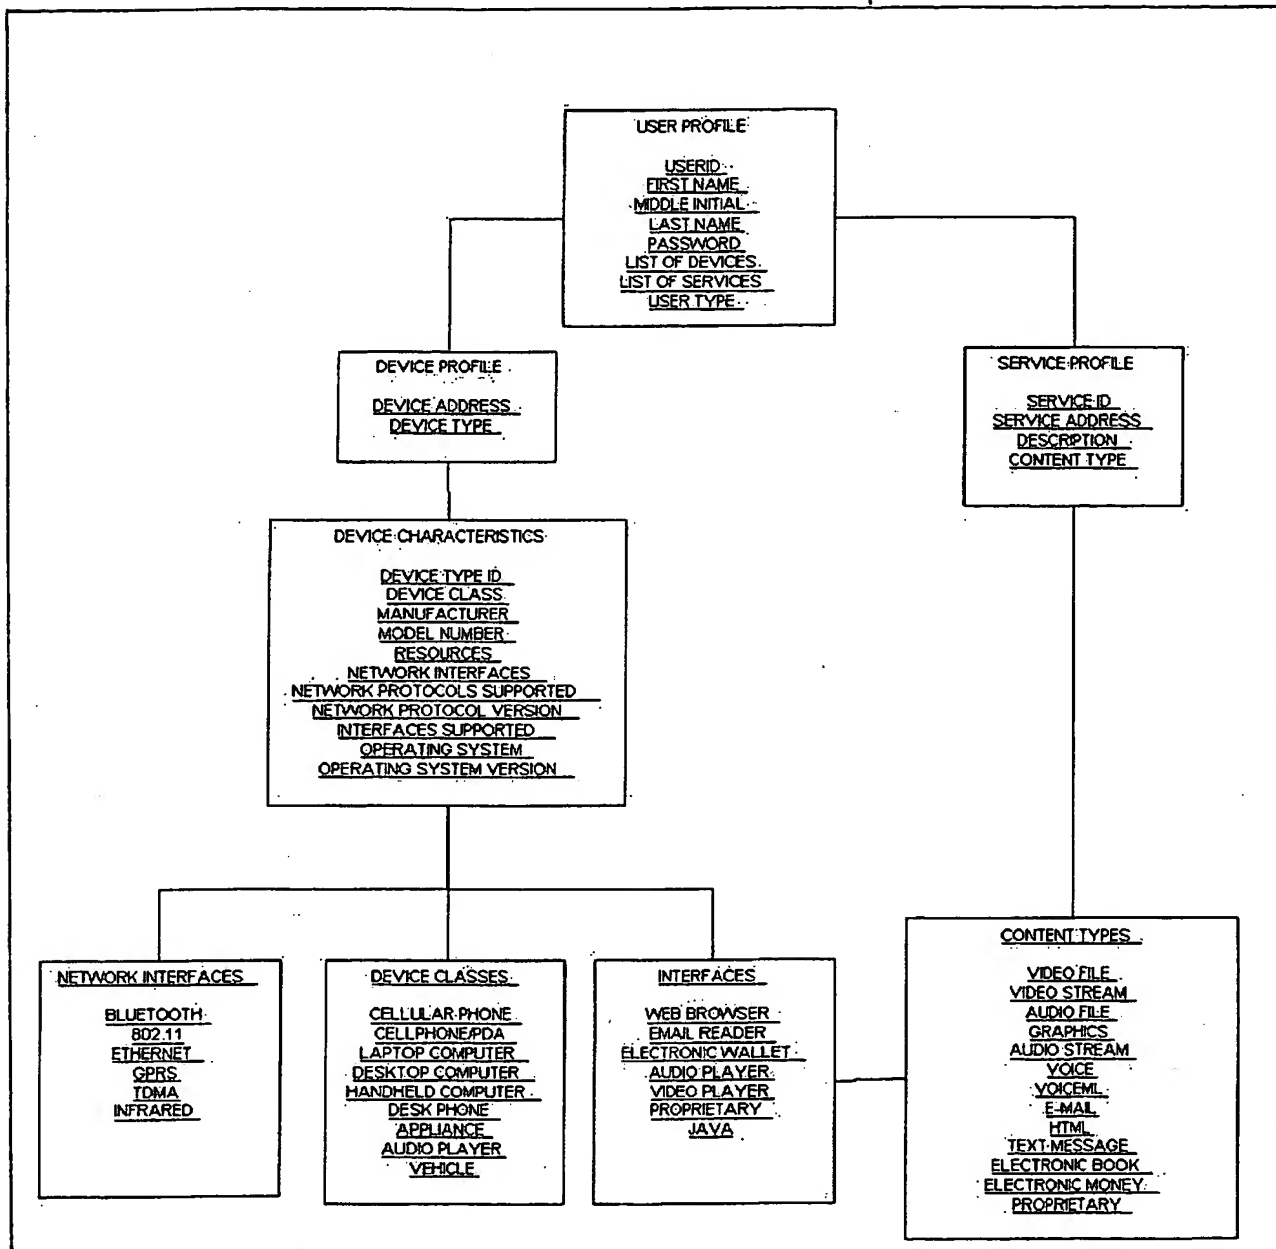 USER PROFILE
USERID
FIRST NAME
MIDDLE INITIAL
LAST NAME
PASSWORD
LIST OF DEVICES
LIST OF SERVICES
USER TYPE
DEVICE PROFILE
DEVICE ADDRESS
DEVICE TYPE
SERVICE PROFILE
SERVICE ID
SERVICE ADDRESS
DESCRIPTION
CONTENT TYPE
DEVICE CHARACTERISTICS
DEVICE TYPE ID
DEVICE CLASS
MANUFACTURER
MODEL NUMBER
RESOURCES
NETWORK INTERFACES
NETWORK PROTOCOLS SUPPORTED
NETWORK PROTOCOL VERSION
INTERFACES SUPPORTED
OPERATING SYSTEM
OPERATING SYSTEM VERSION
NETWORK INTERFACES
BLUETOOTH
802.11
ETHERNET
GPRS
TDMA
INFRARED
DEVICE CLASSES
CELLULAR PHONE
CELLPHONE/PDA
LAPTOP COMPUTER
DESKTOP COMPUTER
HANDHELD COMPUTER
DESK PHONE
APPLIANCE
AUDIO PLAYER
VEHICLE
INTERFACES
WEB BROWSER
EMAIL READER
ELECTRONIC WALLET
AUDIO PLAYER
VIDEO PLAYER
PROPRIETARY
JAVA
CONTENT TYPES
VIDEO FILE
VIDEO STREAM
AUDIO FILE
GRAPHICS
AUDIO STREAM
VOICE
VOICEML
E-MAIL
HTML
TEXT MESSAGE
ELECTRONIC BOOK
ELECTRONIC MONEY
PROPRIETARY